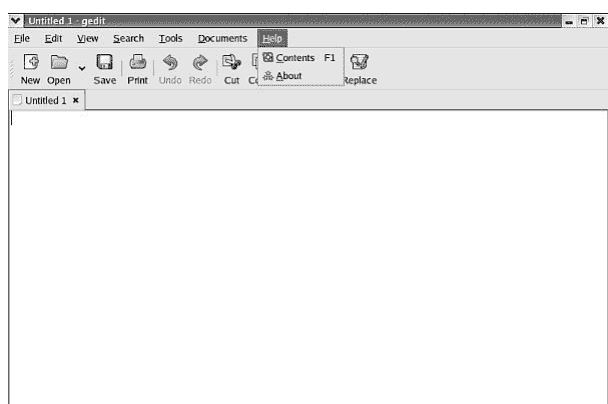 Untitled 1 - gedit
File Edit View Search Tools Documents Help
Contents F1
About
New Open Save Print Undo Redo Cut C Replace
Untitled 1